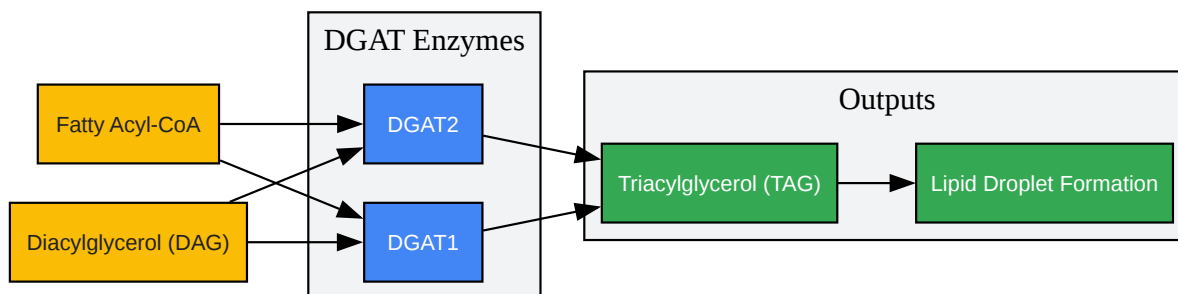 DGAT Enzymes
Outputs
Fatty Acyl-CoA
DGAT2
Triacylglycerol (TAG)
Lipid Droplet Formation
Diacylglycerol (DAG)
DGAT1